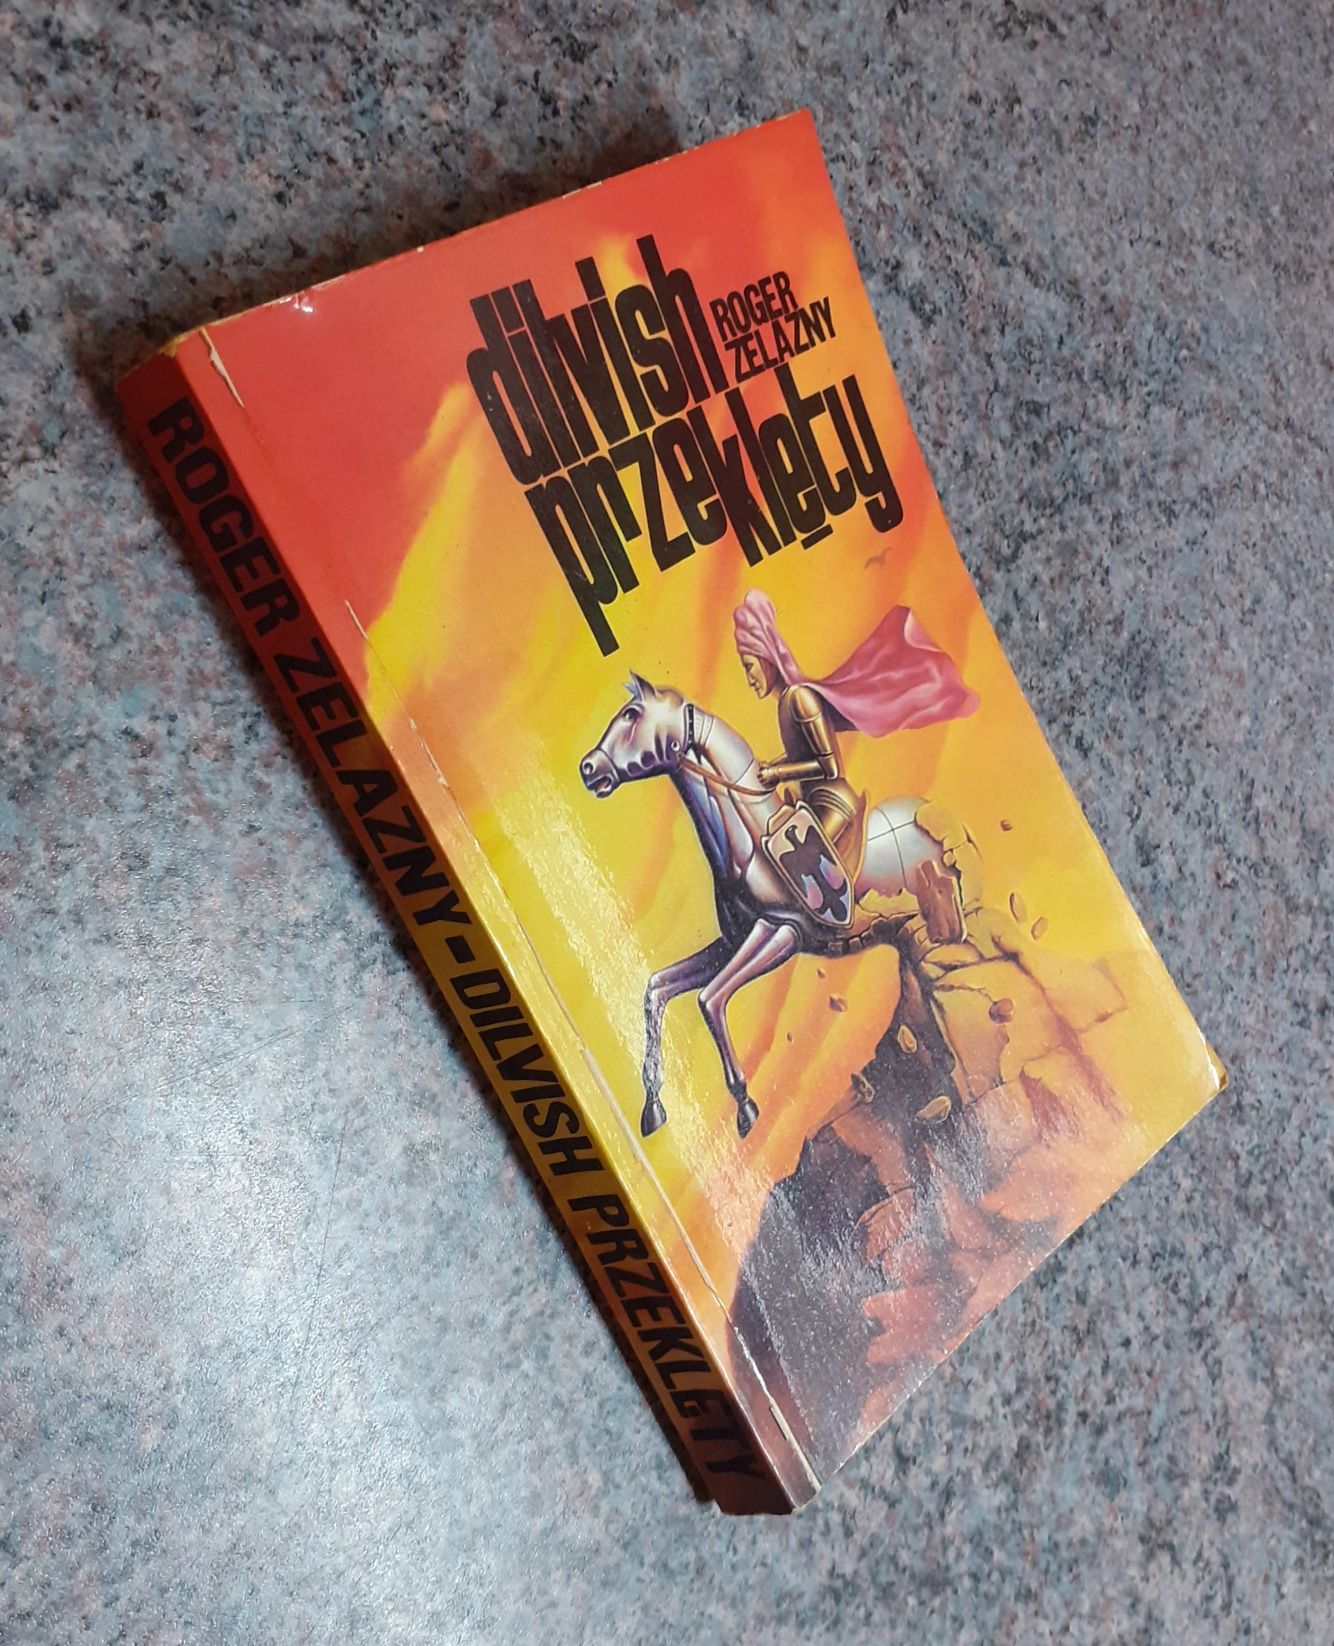 dilvish
ROGER
ZELAZNY
przeklęty
ROGER ZELAZNY - DILVISH PRZEKLĘTY